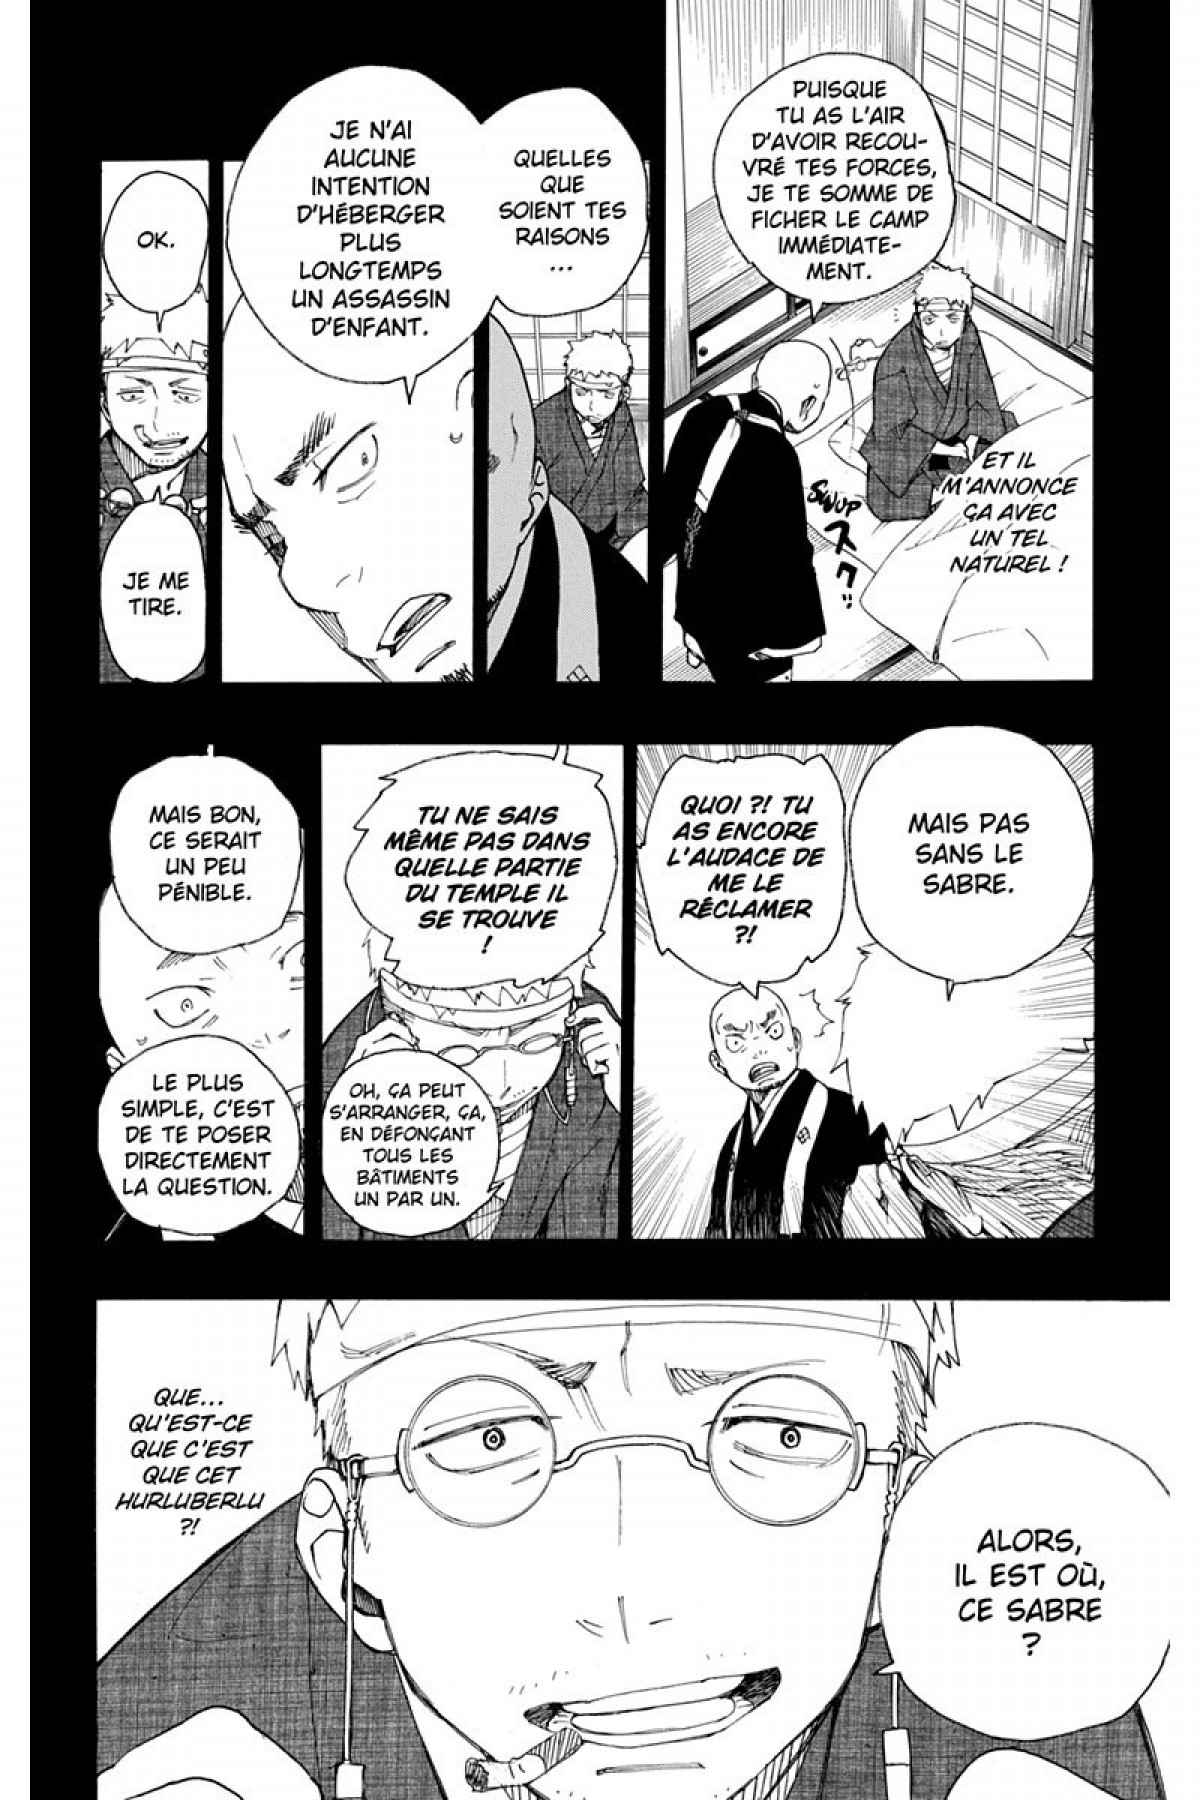 PUISQUE
TU AS L'AIR
D'AVOIR RECOU-
VRÉ TES FORCES,
JE TE SOMME DE
FICHER LE CAMP
IMMÉDIATE-
MENT.
ET IL
M'ANNONCE
ÇA AVEC
UN TEL
NATUREL !
SWUP
スクッ
QUELLES
QUE
SOIENT TES
RAISONS
...
JE N'AI
AUCUNE
INTENTION
D'HÉBERGER
PLUS
LONGTEMPS
UN ASSASSIN
D'ENFANT.
OK.
JE ME
TIRE.
MAIS PAS
SANS LE
SABRE.
QUOI ?! TU
AS ENCORE
L'AUDACE DE
ME LE
RÉCLAMER
?!
TU NE SAIS
MÊME PAS DANS
QUELLE PARTIE
DU TEMPLE IL
SE TROUVE
!
OH, ÇA PEUT
S'ARRANGER, ÇA,
EN DÉFONÇANT
TOUS LES
BÂTIMENTS
UN PAR UN.
MAIS BON,
CE SERAIT
UN PEU
PÉNIBLE.
LE PLUS
SIMPLE, C'EST
DE TE POSER
DIRECTEMENT
LA QUESTION.
ALORS,
IL EST OÙ,
CE SABRE
?
QUE...
QU'EST-CE
QUE C'EST
QUE CET
HURLUBERLU
?!